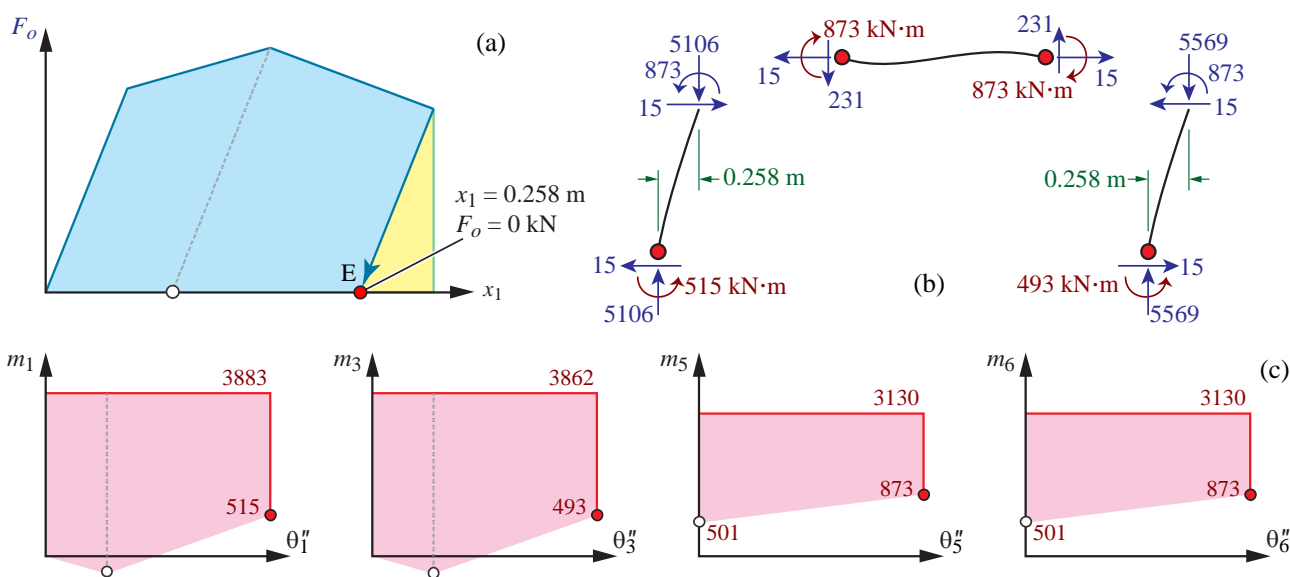 F_o
(a)
x_1 = 0.258 m
F_o = 0 kN
E
x_1
5106
873
15
0.258 m
15
515 kN·m
5106
873 kN·m
15
231
231
15
873 kN·m
5569
873
15
0.258 m
15
493 kN·m
5569
(b)
m_1
3883
515
θ″_1
m_3
3862
493
θ″_3
m_5
3130
873
501
θ″_5
m_6
3130
873
501
θ″_6
(c)